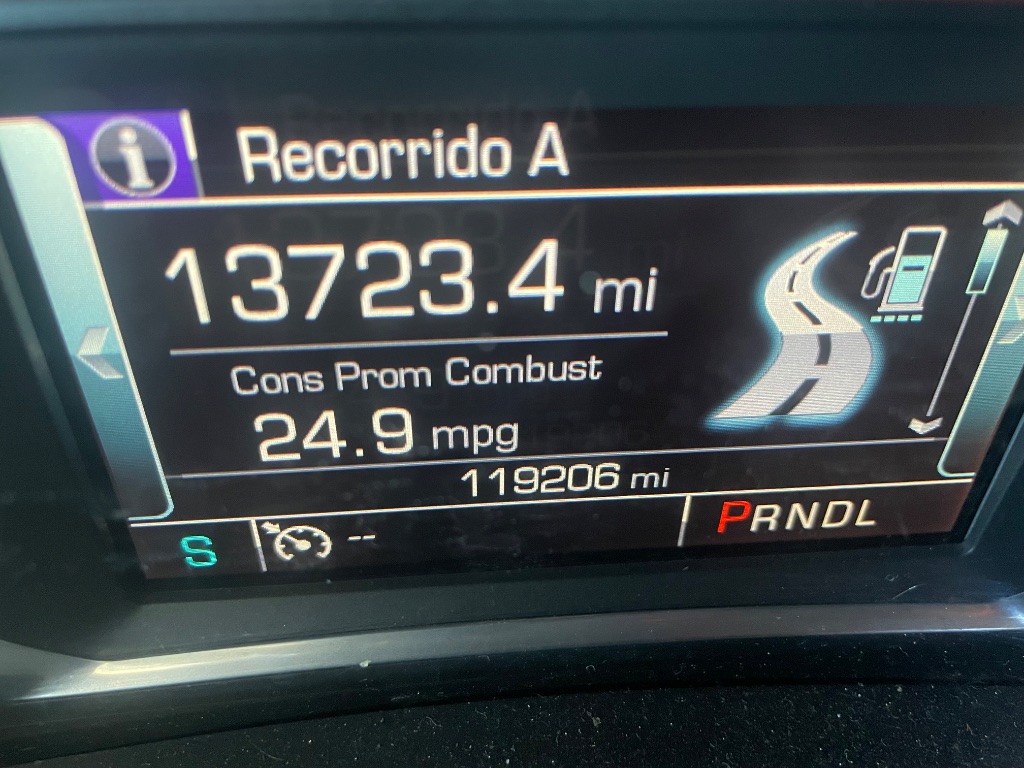 i Recorrido A
13723.4 mi
Cons Prom Combust
24.9 mpg
119206 mi
S -- PRNDL